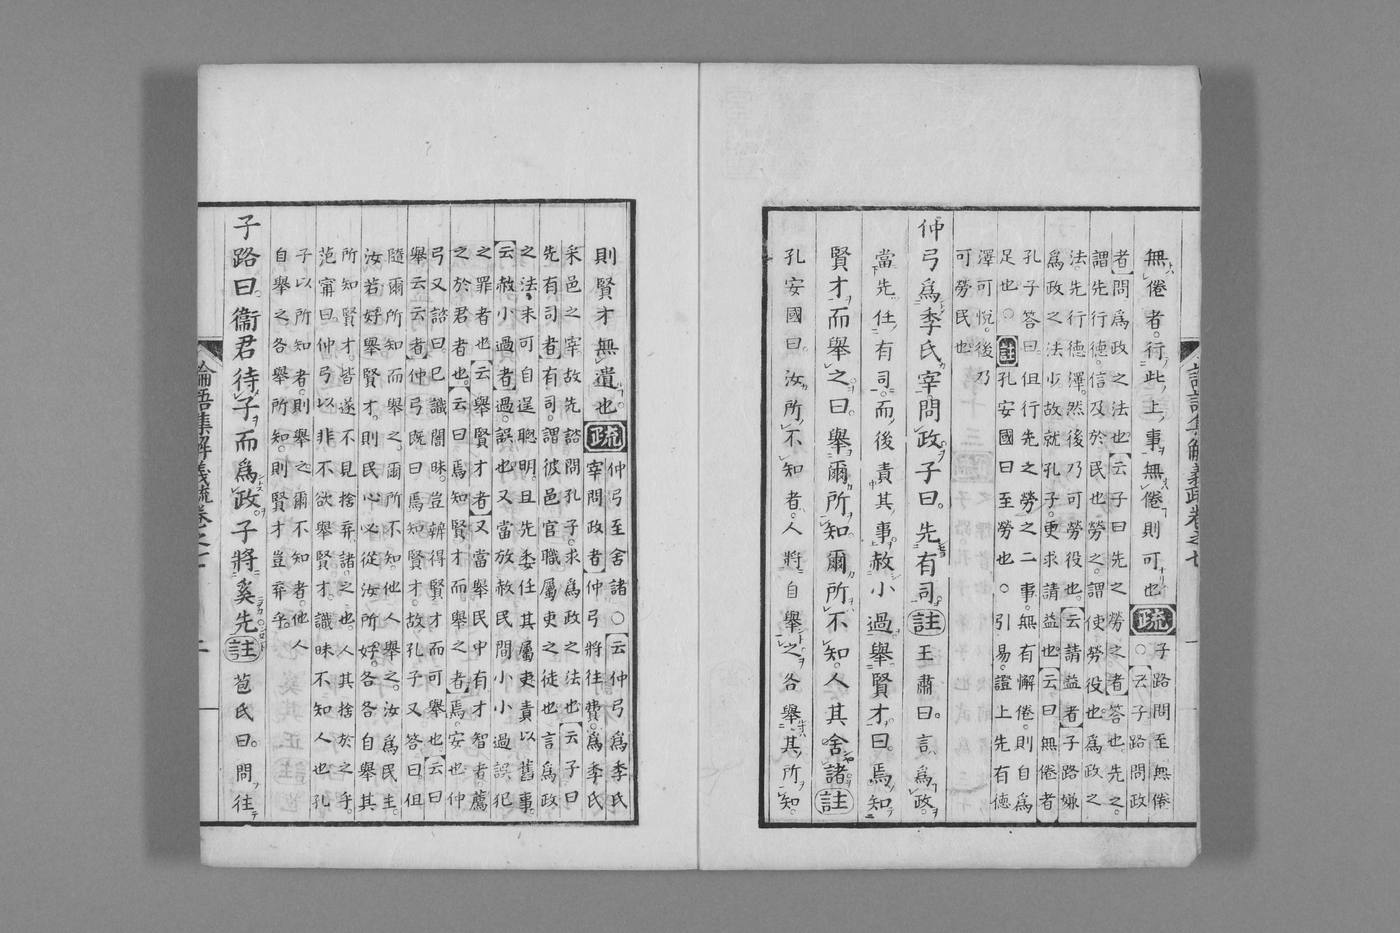 無倦者行此上事無倦則可也疏子路問至無倦
○云子路問政
者問爲政之法也云子曰先之勞之者答也先之
謂先行德信及於民也勞之謂使勞役也爲政之
法先行德澤然後乃可勞役也云請益者子路嫌
爲政之法少故就孔子更求請益也云曰無倦者
孔子答曰但行先之勞之二事無有懈倦則自爲
足也○註孔安國曰至勞也○引易證上先有德
澤可悅後乃
可勞民也
仲弓爲季氏宰問政子曰先有司註王肅曰言爲政
當先任有司而後責其事赦小過舉賢才曰焉知
賢才而舉之曰舉爾所知爾所不知人其舍諸註
孔安國曰汝所不知者人將自舉之各舉其所知
則賢才無遺也疏仲弓至舍諸○云仲弓爲季氏
宰問政者仲弓將往費爲季氏
采邑之宰故先諮問孔子求爲政之法也云子曰
先有司者有司謂彼邑官職屬吏之徒也言爲政
之法未可自逞聰明且先委任其屬吏責以舊事
云赦小過者過誤也又當放赦民間小小過誤犯
之罪者也云舉賢才者又當舉民中有才智者薦
之於君者也云曰焉知賢才而舉之者焉安也仲
弓又諮曰已識闇昧豈辨得賢才而可舉也云曰
舉云云者仲弓既曰焉知賢才故孔子又答曰但
隨爾所知而舉之爾所不知他人舉之汝爲民主
汝若好舉賢才則民心必從汝所好各各自舉其
所知賢才皆遂不見捨弃諸之也人其捨於之乎
范甯曰仲弓以非不欲舉賢才識昧不知人也孔
子以所知者則舉之爾不知者他人
自舉之各舉所知則賢才豈弃乎
子路曰衞君待子而爲政子將奚先註苞氏曰問往
論語集解義疏卷之七